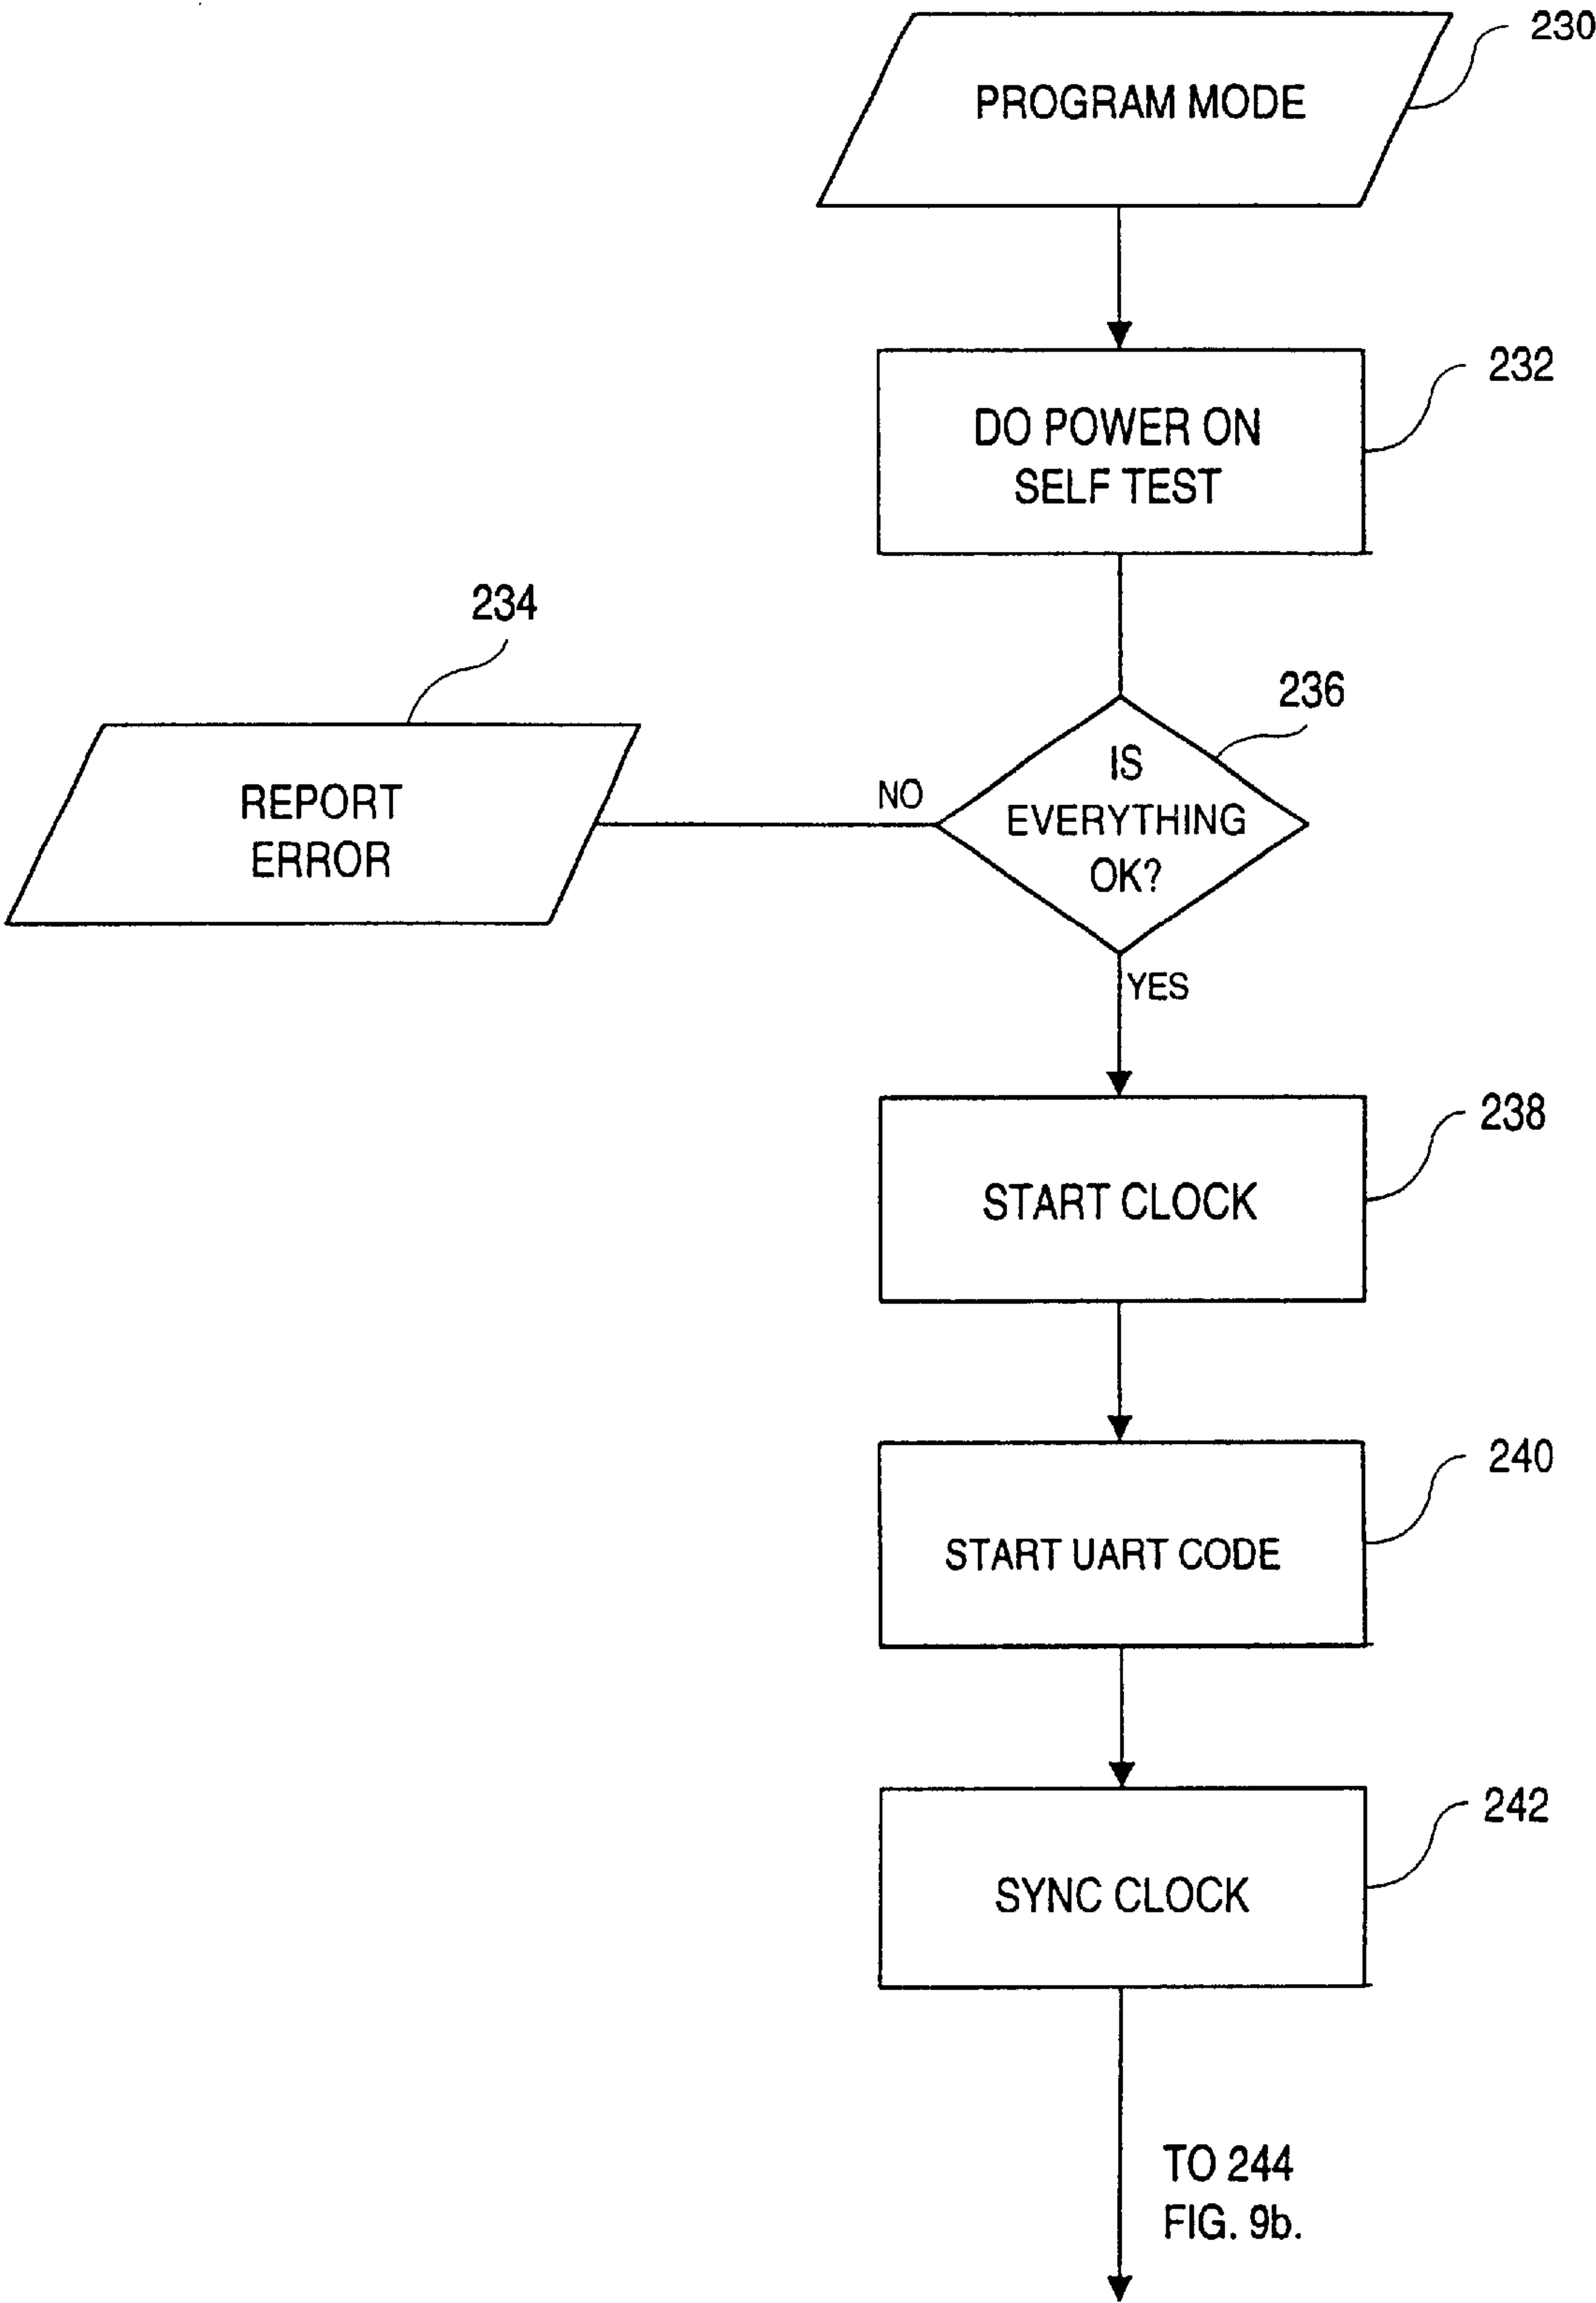 230
PROGRAM MODE
232
DO POWER ON
SELF TEST
234
236
REPORT
ERROR
NO
IS
EVERYTHING
OK?
YES
238
START CLOCK
240
START UART CODE
242
SYNC CLOCK
TO 244
FIG. 9b.